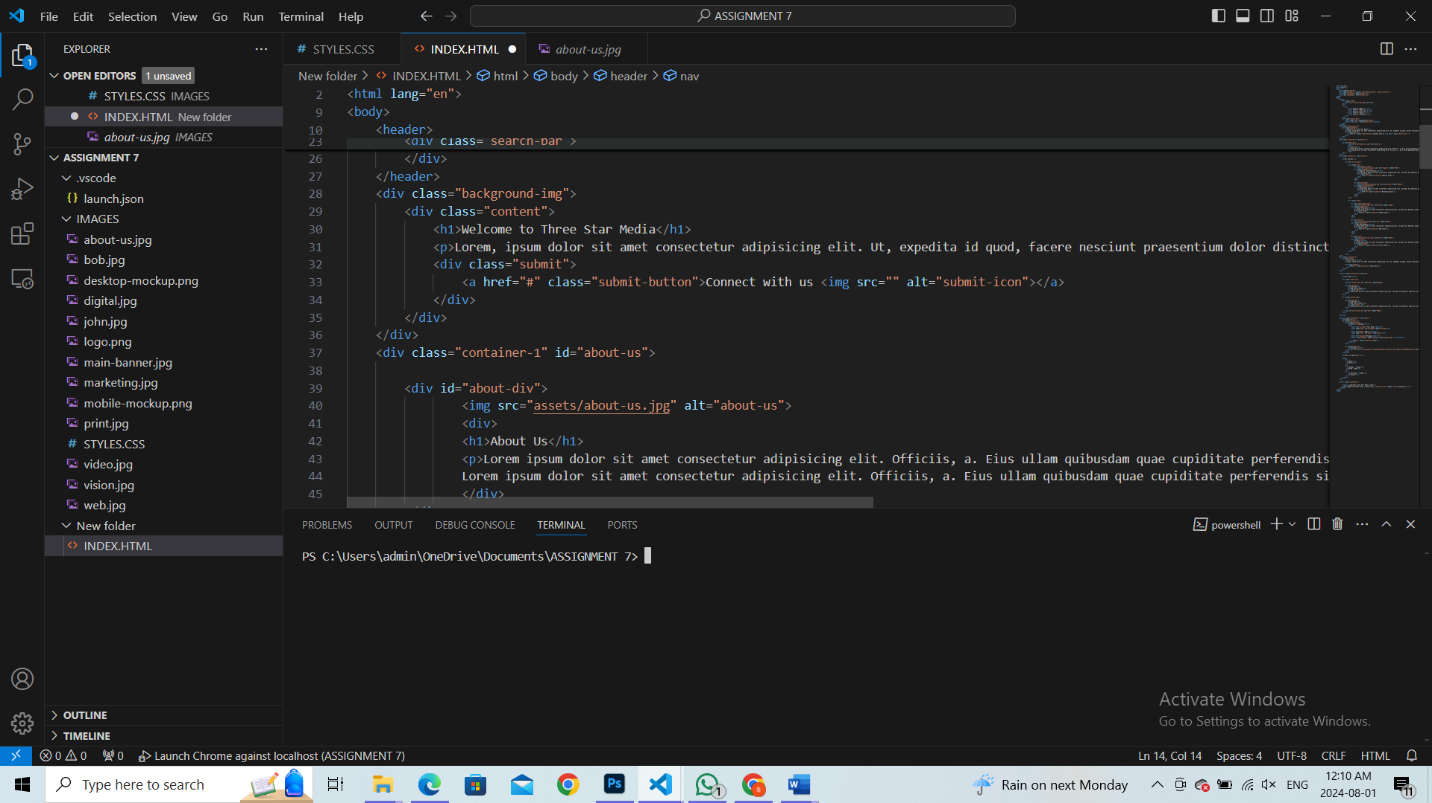 File Edit Selection View Go Run Terminal Help
ASSIGNMENT 7
EXPLORER
OPEN EDITORS 1 unsaved
# STYLES.CSS IMAGES
<> INDEX.HTML New folder
about-us.jpg IMAGES
ASSIGNMENT 7
.vscode
{} launch.json
IMAGES
about-us.jpg
bob.jpg
desktop-mockup.png
digital.jpg
john.jpg
logo.png
main-banner.jpg
marketing.jpg
mobile-mockup.png
print.jpg
# STYLES.CSS
video.jpg
vision.jpg
web.jpg
New folder
<> INDEX.HTML
OUTLINE
TIMELINE
# STYLES.CSS <> INDEX.HTML about-us.jpg
New folder > <> INDEX.HTML > html > body > header > nav
2 <html lang="en">
9 <body>
10 <header>
23 <div class="search-bar">
26 </div>
27 </header>
28 <div class="background-img">
29 <div class="content">
30 <h1>Welcome to Three Star Media</h1>
31 <p>Lorem, ipsum dolor sit amet consectetur adipisicing elit. Ut, expedita id quod, facere nesciunt praesentium dolor distinct
32 <div class="submit">
33 <a href="#" class="submit-button">Connect with us <img src="" alt="submit-icon"></a>
34 </div>
35 </div>
36 </div>
37 <div class="container-1" id="about-us">
38
39 <div id="about-div">
40 <img src="assets/about-us.jpg" alt="about-us">
41 <div>
42 <h1>About Us</h1>
43 <p>Lorem ipsum dolor sit amet consectetur adipisicing elit. Officiis, a. Eius ullam quibusdam quae cupiditate perferendis
44 Lorem ipsum dolor sit amet consectetur adipisicing elit. Officiis, a. Eius ullam quibusdam quae cupiditate perferendis si
45 </div>
PROBLEMS OUTPUT DEBUG CONSOLE TERMINAL PORTS
powershell
PS C:\Users\admin\OneDrive\Documents\ASSIGNMENT 7>
Activate Windows
Go to Settings to activate Windows.
0 0 0 Launch Chrome against localhost (ASSIGNMENT 7)
Ln 14, Col 14 Spaces: 4 UTF-8 CRLF HTML
Type here to search
Ps
1
Rain on next Monday
ENG
12:10 AM
2024-08-01
11